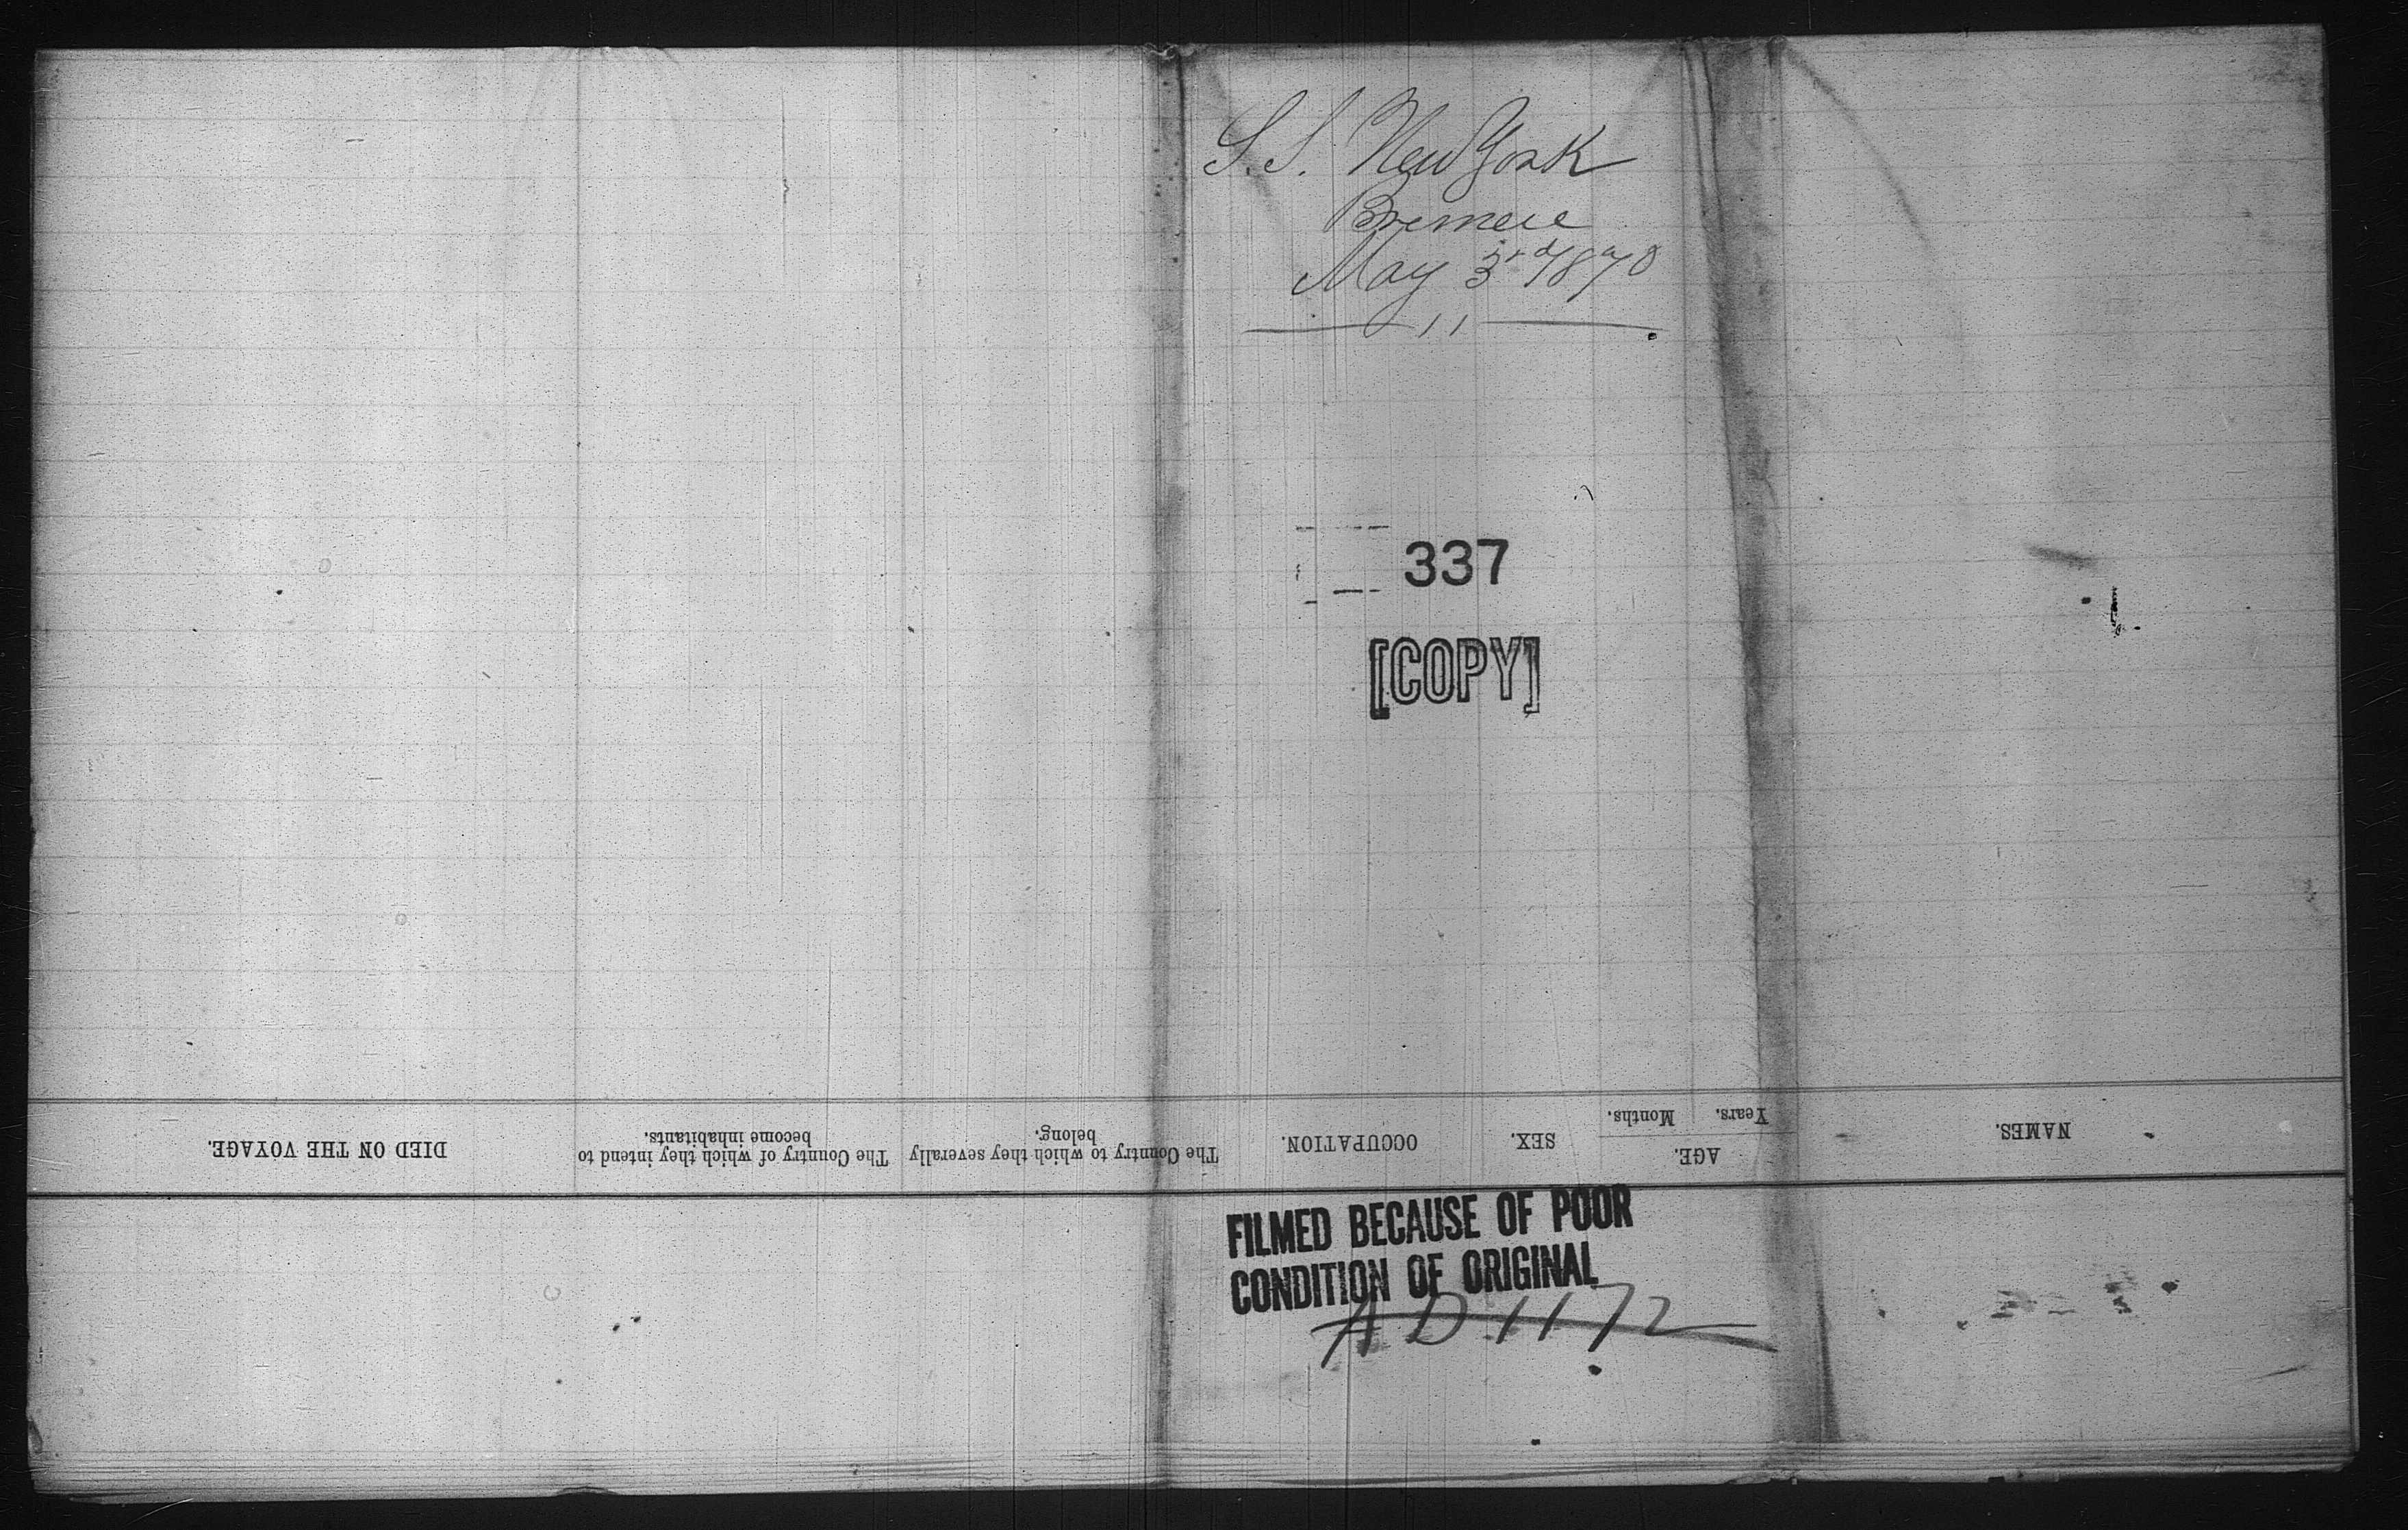 S.S. New York
Bremen
May 3rd 1870
337
[COPY]
NAMES.
AGE.
Years. Months.
SEX.
OCCUPATION.
The Country to which they severally
belong.
The Country of which they intend to
become inhabitants.
DIED ON THE VOYAGE.
FILMED BECAUSE OF POOR
CONDITION OF ORIGINAL
AD 1172